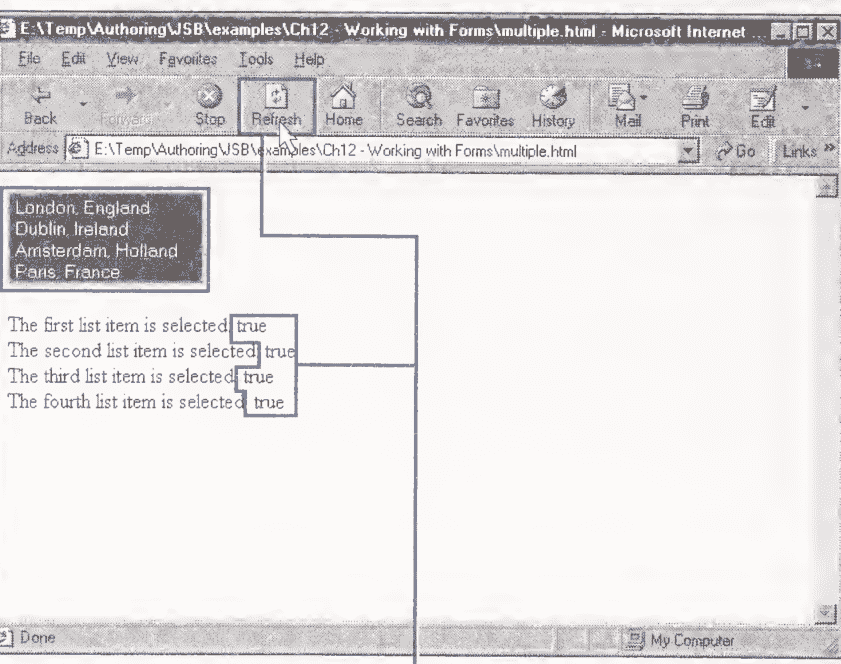 E:\Temp\Authoring\JSB\examples\Ch12 - Working with Forms\multiple.html - Microsoft Internet ...
File Edit View Favorites Tools Help
Back Forward Stop Refresh Home Search Favorites History Mail Print Edit
Address E:\Temp\Authoring\JSB\examples\Ch12 - Working with Forms\multiple.html Go Links »
London, England
Dublin, Ireland
Amsterdam, Holland
Paris, France
The first list item is selected: true
The second list item is selected: true
The third list item is selected: true
The fourth list item is selected: true
Done My Computer